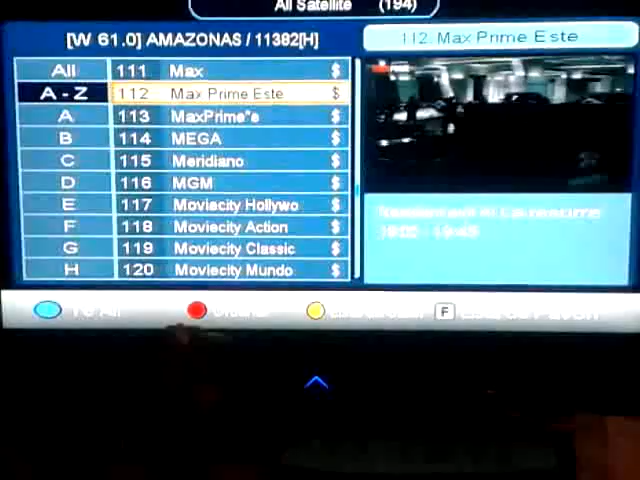 All Satellite (194)
[W 61.0] AMAZONAS / 11382[H]
112 Max Prime Este
All 111 Max $
A - Z 112 Max Prime Este $
A 113 MaxPrime"e $
B 114 MEGA $
C 115 Meridiano $
D 116 MGM $
E 117 Moviecity Hollywo $
F 118 Moviecity Action $
G 119 Moviecity Classic $
H 120 Moviecity Mundo $
F